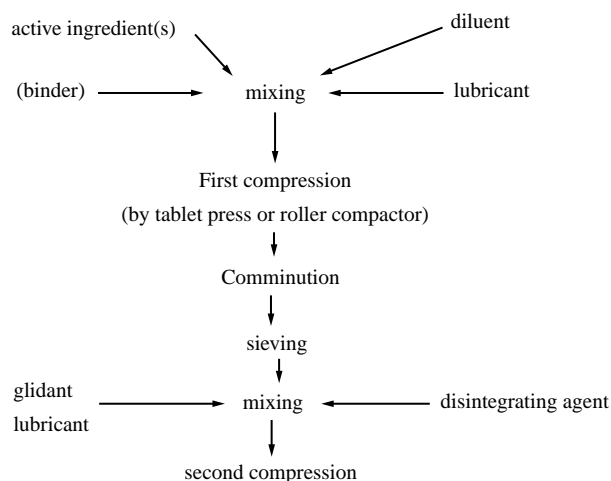 active ingredient(s)
diluent
(binder)
mixing
lubricant
First compression
(by tablet press or roller compactor)
Comminution
sieving
glidant
lubricant
mixing
disintegrating agent
second compression